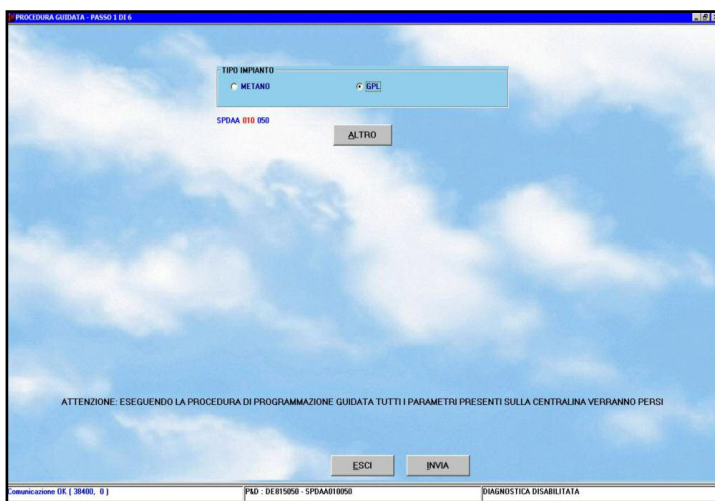 PROCEDURA GUIDATA - PASSO 1 DI 6
TIPO IMPIANTO
METANO GPL
SPDAA 010 050
ALTRO
ATTENZIONE: ESEGUENDO LA PROCEDURA DI PROGRAMMAZIONE GUIDATA TUTTI I PARAMETRI PRESENTI SULLA CENTRALINA VERRANNO PERSI
ESCI INVIA
Comunicazione OK ( 38400, 0 ) P&D : DE815050 - SPDAA010050 DIAGNOSTICA DISABILITATA